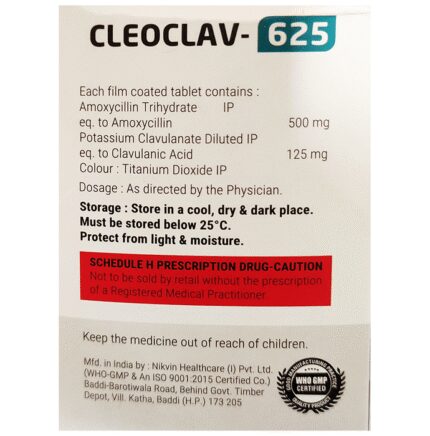 CLEOCLAV- 625
Each film coated tablet contains :
Amoxycillin Trihydrate IP
eq. to Amoxycillin 500 mg
Potassium Clavulanate Diluted IP
eq. to Clavulanic Acid 125 mg
Colour : Titanium Dioxide IP
Dosage : As directed by the Physician.
Storage : Store in a cool, dry & dark place.
Must be stored below 25°C.
Protect from light & moisture.
SCHEDULE H PRESCRIPTION DRUG-CAUTION
Not to be sold by retail without the prescription
of a Registered Medical Practitioner.
Keep the medicine out of reach of children.
Mfd. in India by : Nikvin Healthcare (I) Pvt. Ltd.
(WHO-GMP & An ISO 9001:2015 Certified Co.)
Baddi-Barotiwala Road, Behind Govt. Timber
Depot, Vill. Katha, Baddi (H.P.) 173 205
GOOD MANUFACTURING PRACTICE
WHO GMP
CERTIFIED
QUALITY PRODUCT